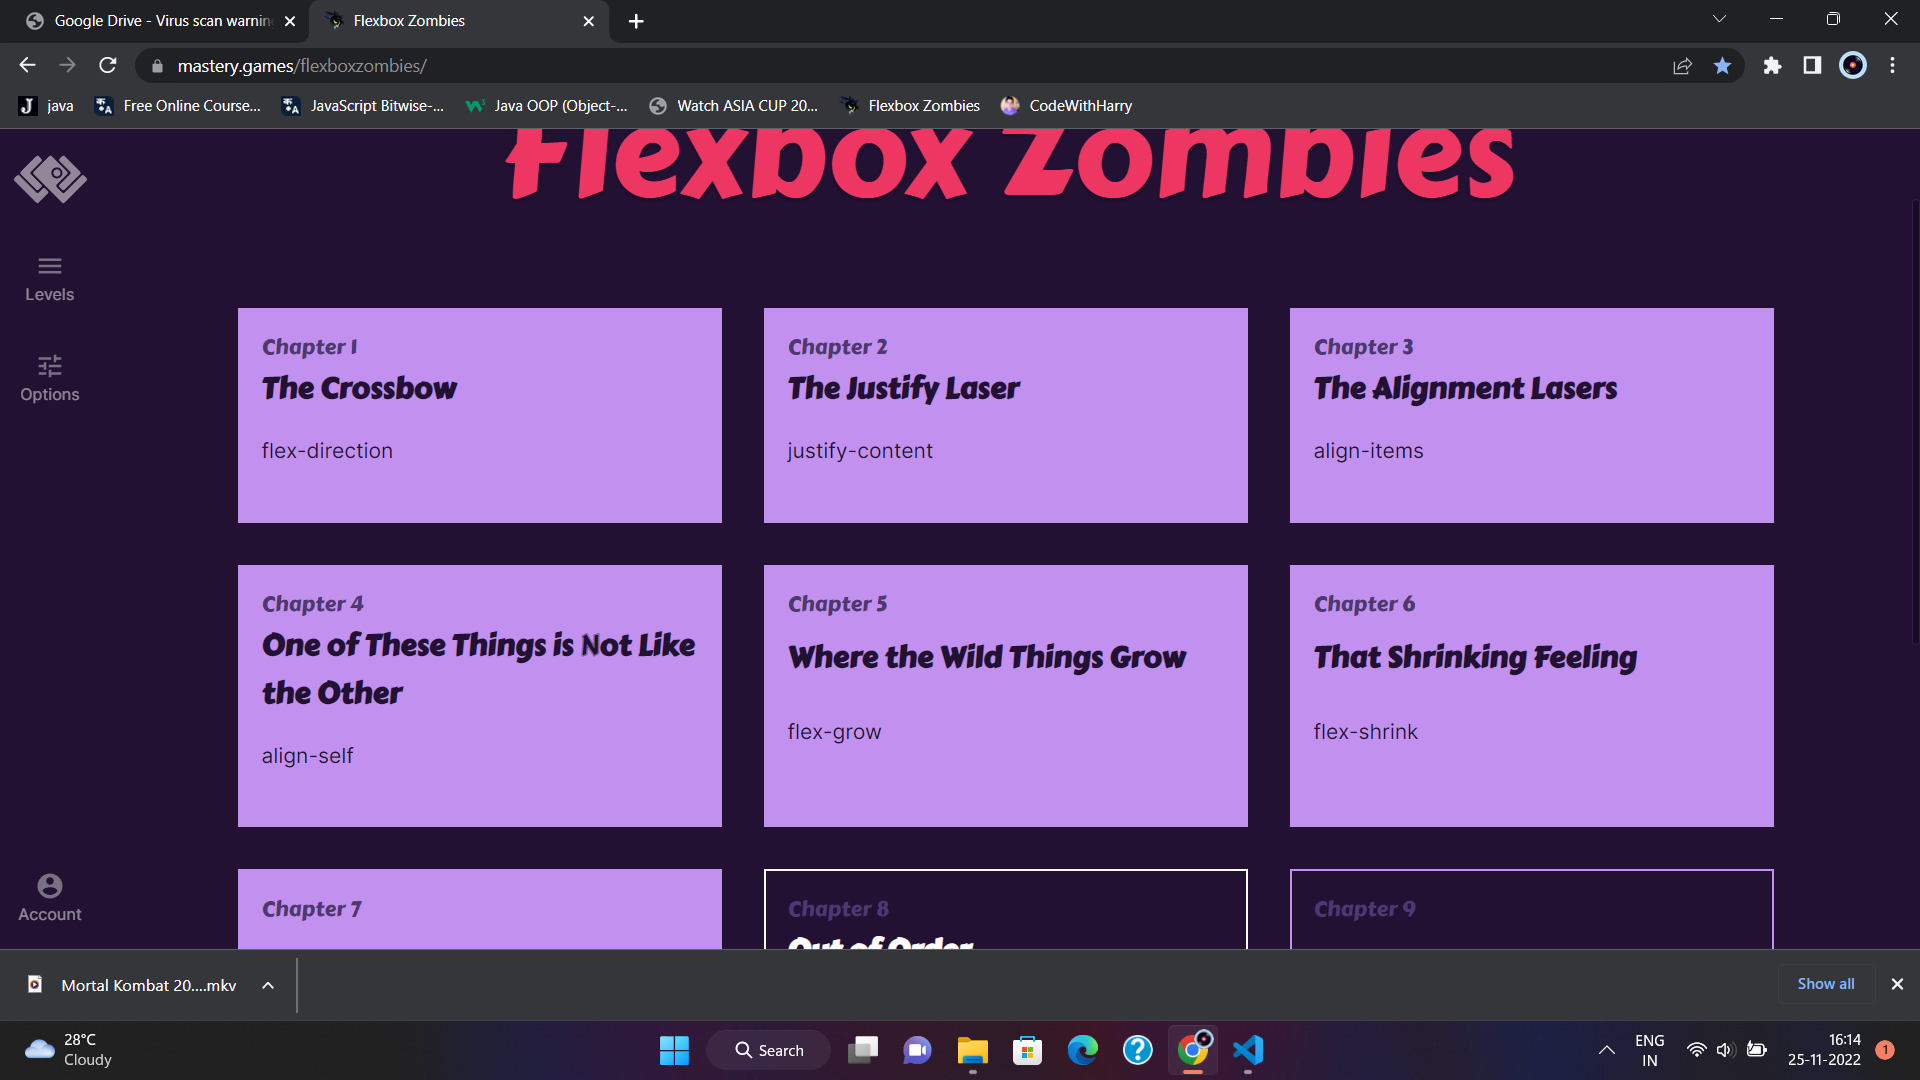 Google Drive - Virus scan warnin
Flexbox Zombies
mastery.games/flexboxzombies/
java
Free Online Course...
JavaScript Bitwise-...
Java OOP (Object-...
Watch ASIA CUP 20...
Flexbox Zombies
CodeWithHarry
Flexbox Zombies
Levels
Options
Chapter 1
The Crossbow
flex-direction
Chapter 2
The Justify Laser
justify-content
Chapter 3
The Alignment Lasers
align-items
Chapter 4
One of These Things is Not Like
the Other
align-self
Chapter 5
Where the Wild Things Grow
flex-grow
Chapter 6
That Shrinking Feeling
flex-shrink
Chapter 7
Chapter 8
Out of Order
Chapter 9
Account
Mortal Kombat 20....mkv
Show all
28°C
Cloudy
Search
ENG
IN
16:14
25-11-2022
1